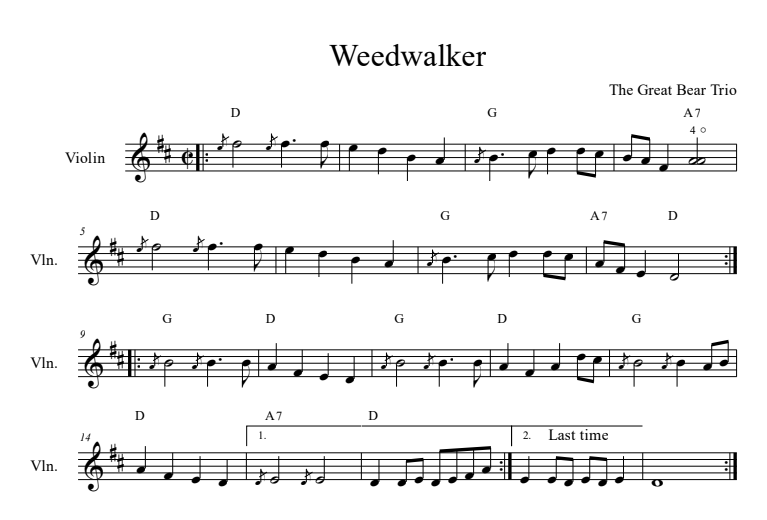 Weedwalker
The Great Bear Trio
D G A7
4 ○
Violin
5 D G A7 D
Vln.
9 G D G D G
Vln.
14 D A7 D
1. 2. Last time
Vln.